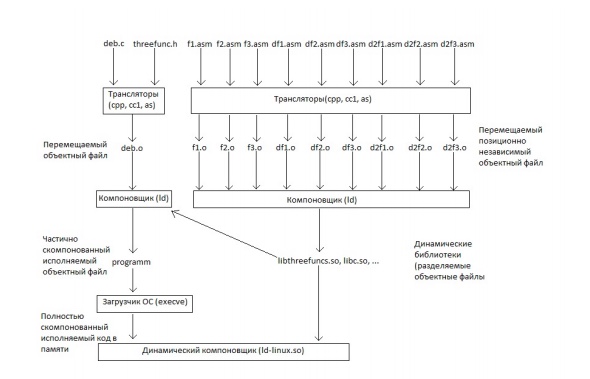 deb.c threefunc.h f1.asm f2.asm f3.asm df1.asm df2.asm df3.asm d2f1.asm d2f2.asm d2f3.asm
Трансляторы
(cpp, cc1, as)
Трансляторы(cpp, cc1, as)
Перемещаемый
объектный файл
deb.o
f1.o f2.o f3.o df1.o df2.o df3.o d2f1.o d2f2.o d2f3.o
Перемещаемый
позиционно
независимый
объектный файл
Компоновщик (ld)
Компоновщик (ld)
Частично
скомпонованный
исполняемый
объектный файл
programm
libthreefuncs.so, libc.so, ...
Динамические
библиотеки
(разделяемые
объектные файлы
Загрузчик ОС (execve)
Полностью
скомпонованный
исполняемый код в
памяти
Динамический компоновщик (ld-linux.so)